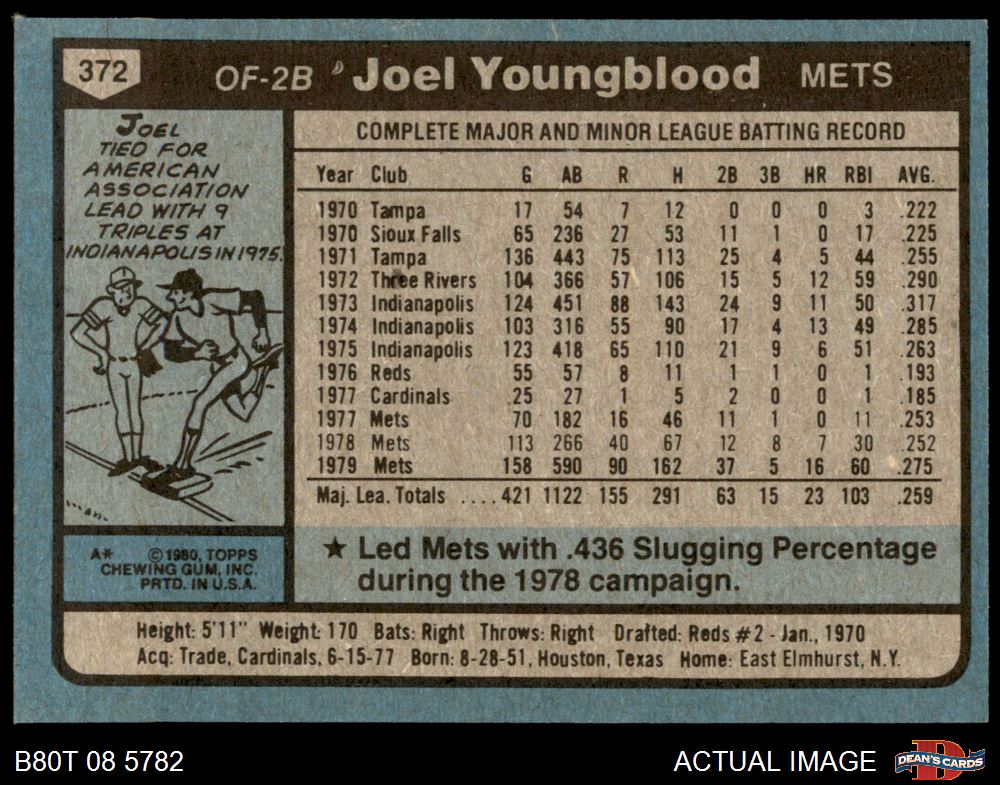 372 OF-2B Joel Youngblood METS
JOEL
TIED FOR
AMERICAN
ASSOCIATION
LEAD WITH 9
TRIPLES AT
INDIANAPOLIS IN 1975.
COMPLETE MAJOR AND MINOR LEAGUE BATTING RECORD
Year Club G AB R H 2B 3B HR RBI AVG.
1970 Tampa 17 54 7 12 0 0 0 3 .222
1970 Sioux Falls 65 236 27 53 11 1 0 17 .225
1971 Tampa 136 443 75 113 25 4 5 44 .255
1972 Three Rivers 104 366 57 106 15 5 12 59 .290
1973 Indianapolis 124 451 88 143 24 9 11 50 .317
1974 Indianapolis 103 316 55 90 17 4 13 49 .285
1975 Indianapolis 123 418 65 110 21 9 6 51 .263
1976 Reds 55 57 8 11 1 1 0 1 .193
1977 Cardinals 25 27 1 5 2 0 0 1 .185
1977 Mets 70 182 16 46 11 1 0 11 .253
1978 Mets 113 266 40 67 12 8 7 30 .252
1979 Mets 158 590 90 162 37 5 16 60 .275
Maj. Lea. Totals ....421 1122 155 291 63 15 23 103 .259
A* © 1980, TOPPS
CHEWING GUM, INC.
PRTD. IN U.S.A.
★ Led Mets with .436 Slugging Percentage
during the 1978 campaign.
Height: 5'11" Weight: 170 Bats: Right Throws: Right Drafted: Reds #2 - Jan., 1970
Acq: Trade, Cardinals, 6-15-77 Born: 8-28-51, Houston, Texas Home: East Elmhurst, N.Y.
B80T 08 5782 ACTUAL IMAGE DEAN'S CARDS